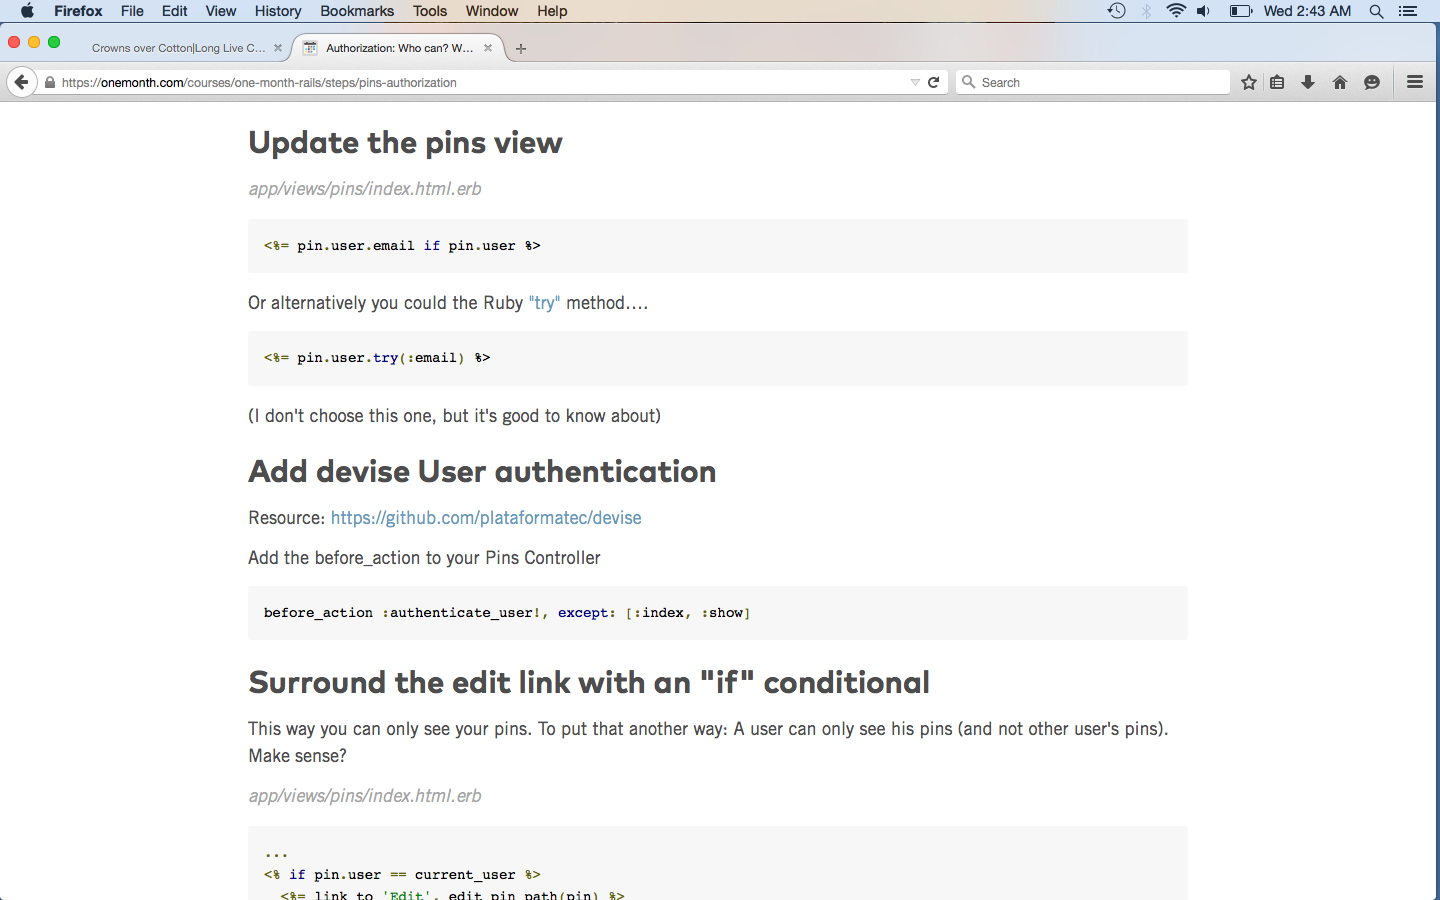 Firefox File Edit View History Bookmarks Tools Window Help Wed 2:43 AM
Crowns over Cotton|Long Live C... Authorization: Who can? W...
https://onemonth.com/courses/one-month-rails/steps/pins-authorization Search
Update the pins view
app/views/pins/index.html.erb
<%= pin.user.email if pin.user %>
Or alternatively you could the Ruby "try" method....
<%= pin.user.try(:email) %>
(I don't choose this one, but it's good to know about)
Add devise User authentication
Resource: https://github.com/plataformatec/devise
Add the before_action to your Pins Controller
before_action :authenticate_user!, except: [:index, :show]
Surround the edit link with an "if" conditional
This way you can only see your pins. To put that another way: A user can only see his pins (and not other user's pins).
Make sense?
app/views/pins/index.html.erb
...
<% if pin.user == current_user %>
<%= link_to 'Edit', edit_pin_path(pin) %>